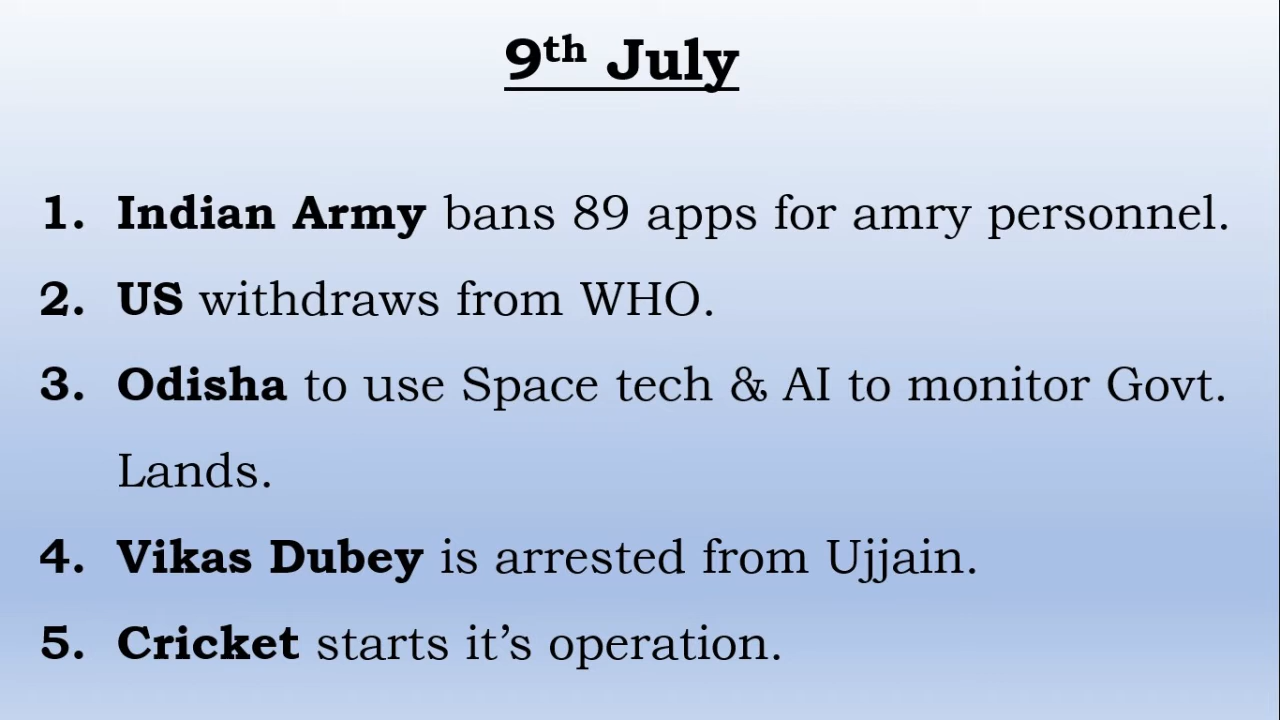 9th July
1. Indian Army bans 89 apps for amry personnel.
2. US withdraws from WHO.
3. Odisha to use Space tech & AI to monitor Govt.
Lands.
4. Vikas Dubey is arrested from Ujjain.
5. Cricket starts it’s operation.